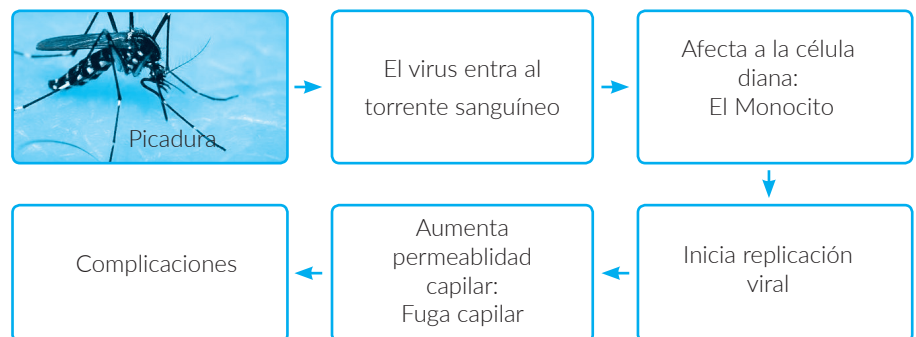 Picadura
El virus entra al
torrente sanguíneo
Afecta a la célula
diana:
El Monocito
Inicia replicación
viral
Aumenta
permeablidad
capilar:
Fuga capilar
Complicaciones